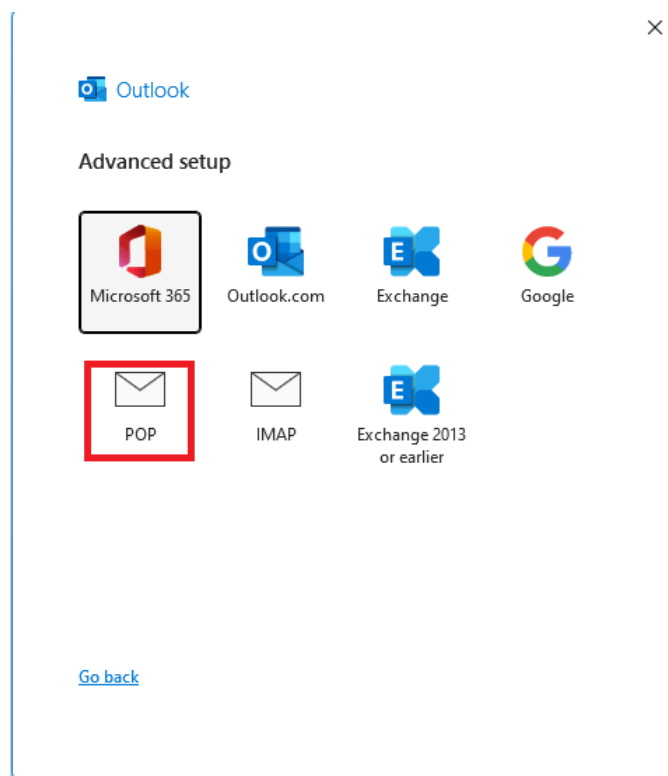 Outlook
Advanced setup
Microsoft 365
Outlook.com
Exchange
Google
POP
IMAP
Exchange 2013
or earlier
Go back